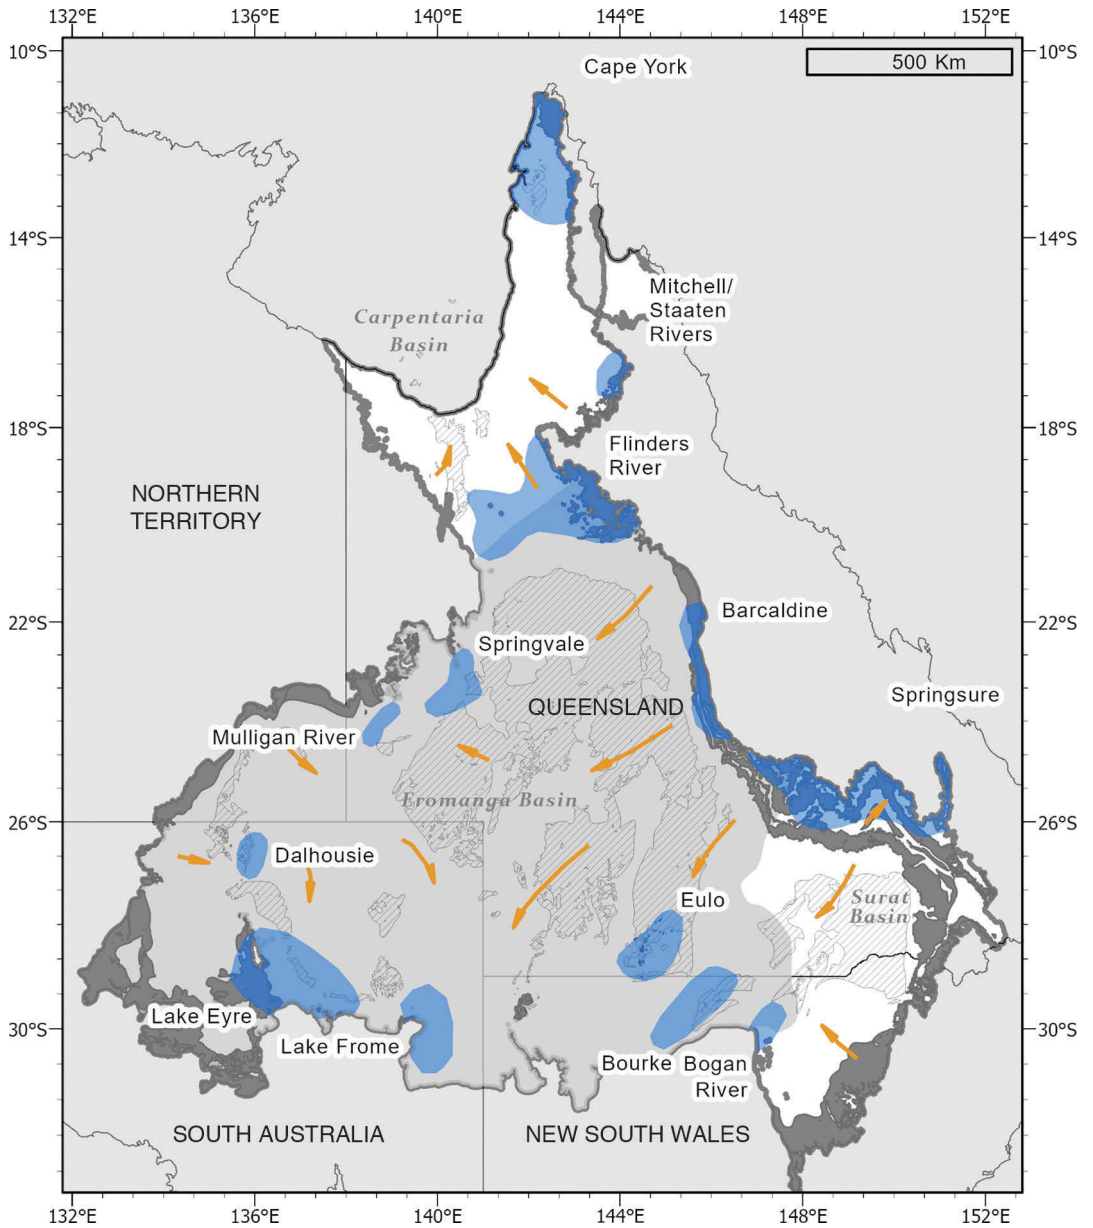 132°E 136°E 140°E 144°E 148°E 152°E
10°S 10°S
500 Km
Cape York
14°S 14°S
Mitchell/
Staaten
Rivers
Carpentaria
Basin
18°S 18°S
Flinders
River
NORTHERN
TERRITORY
22°S 22°S
Barcaldine
Springvale
Springsure
QUEENSLAND
Mulligan River
Fromanga Basin
26°S 26°S
Dalhousie
Eulo
Surat
Basin
Lake Eyre
30°S 30°S
Lake Frome
Bourke
Bogan
River
SOUTH AUSTRALIA
NEW SOUTH WALES
132°E 136°E 140°E 144°E 148°E 152°E